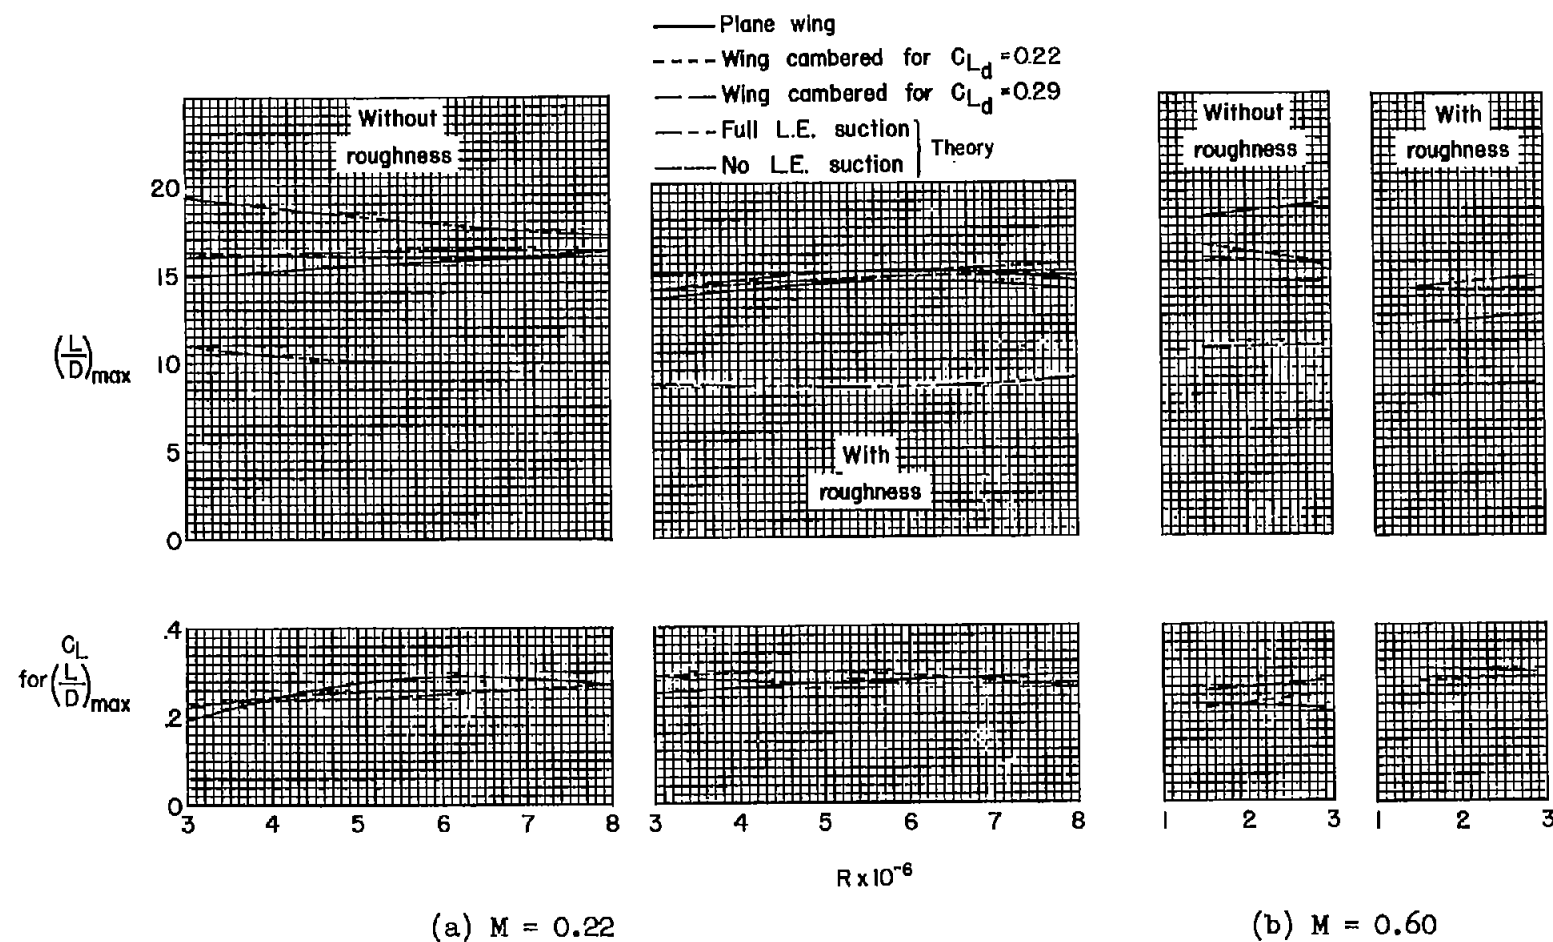 Plane wing
Wing cambered for C_Ld = 0.22
Wing cambered for C_Ld = 0.29
Full L.E. suction
No L.E. suction
Theory
Without
roughness
With
roughness
Without
roughness
With
roughness
(L/D)max
20
15
10
5
0
C_L
for (L/D)max
.4
.2
0
3 4 5 6 7 8
3 4 5 6 7 8
1 2 3
1 2 3
R x 10⁻⁶
(a) M = 0.22
(b) M = 0.60